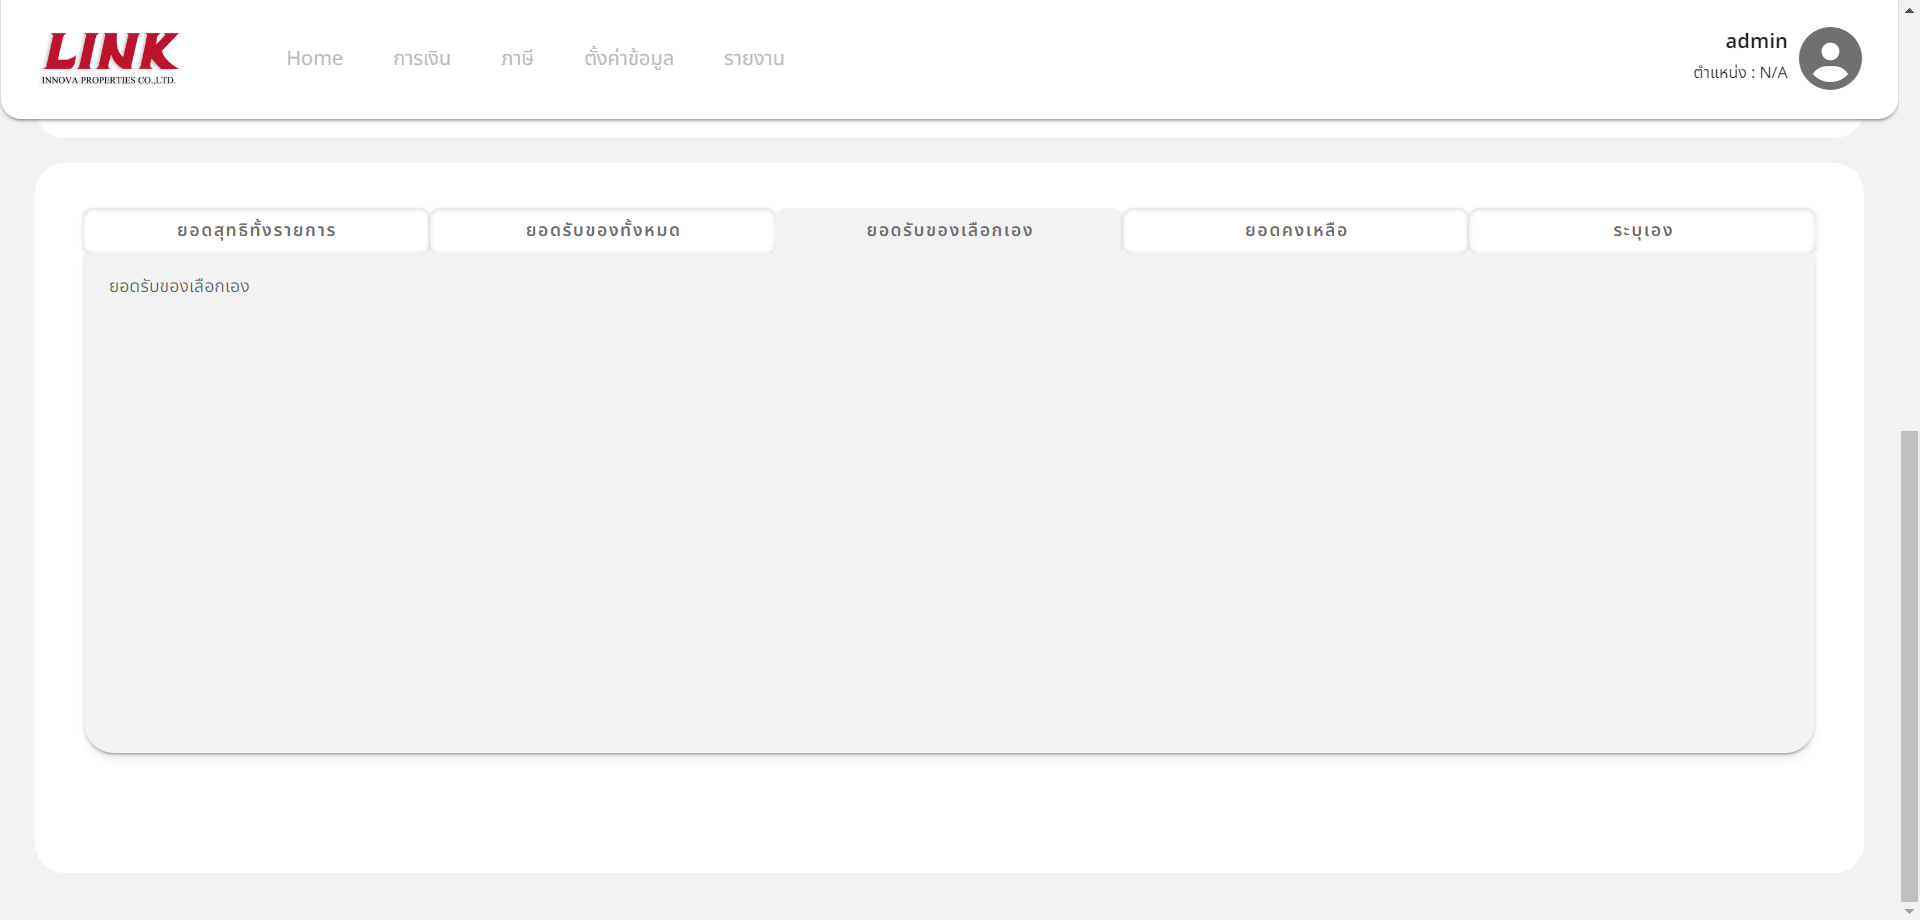 LINK
INNOVA PROPERTIES CO.,LTD.
Home การเงิน ภาษี ตั้งค่าข้อมูล รายงาน
admin
ตำแหน่ง : N/A
ยอดสุทธิทั้งรายการ ยอดรับของทั้งหมด ยอดรับของเลือกเอง ยอดคงเหลือ ระบุเอง
ยอดรับของเลือกเอง